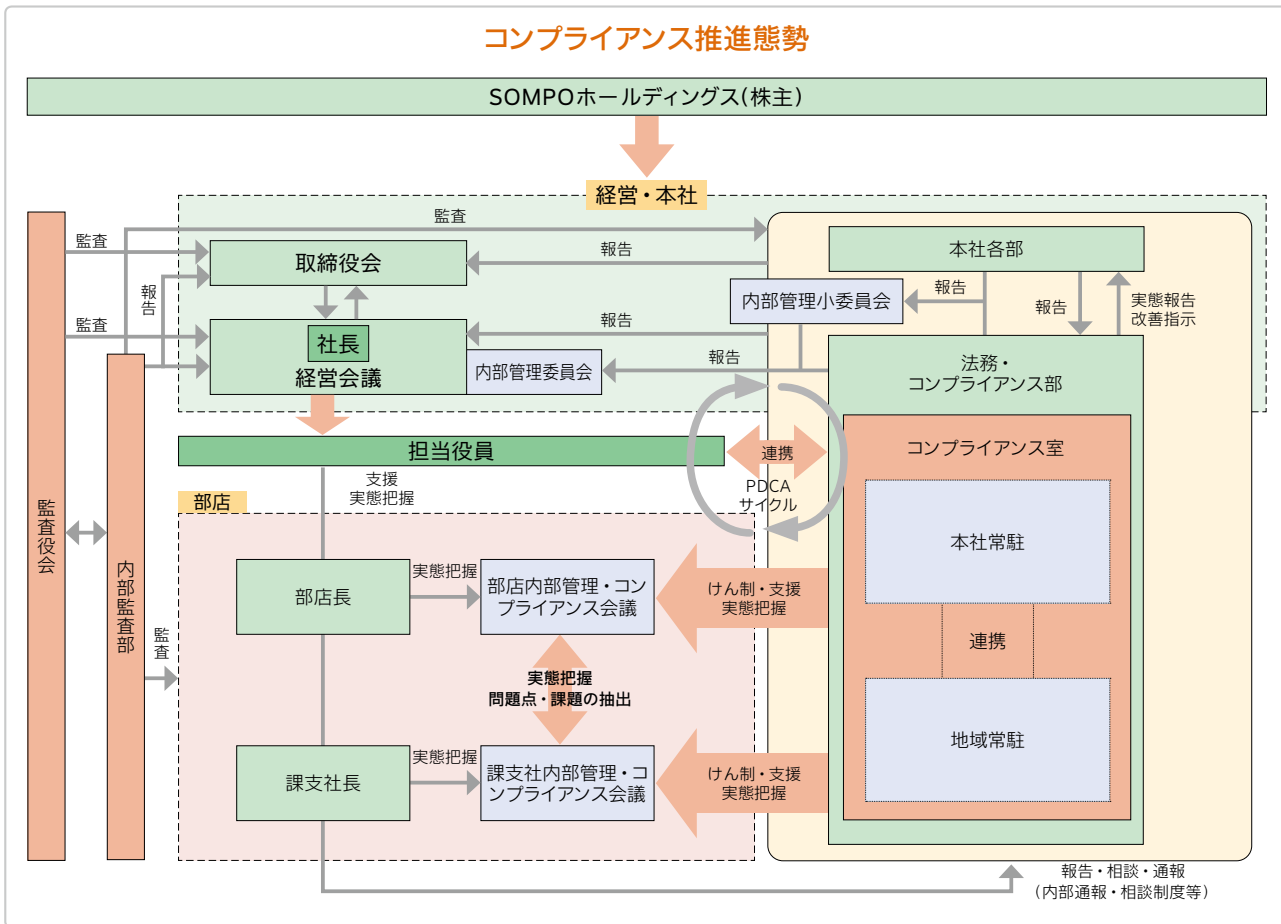 コンプライアンス推進態勢
SOMPOホールディングス(株主)
経営・本社
監査
監査
取締役会
報告
本社各部
報告
内部管理小委員会
報告
報告
実態報告
改善指示
監査
社長
経営会議
報告
内部管理委員会
報告
法務・
コンプライアンス部
担当役員
連携
コンプライアンス室
支援
実態把握
PDCA
サイクル
部店
監査役会
内部監査部
監査
部店長
実態把握
部店内部管理・コン
プライアンス会議
けん制・支援
実態把握
本社常駐
連携
実態把握
問題点・課題の抽出
課支社長
実態把握
課支社内部管理・コ
ンプライアンス会議
けん制・支援
実態把握
地域常駐
報告・相談・通報
(内部通報・相談制度等)